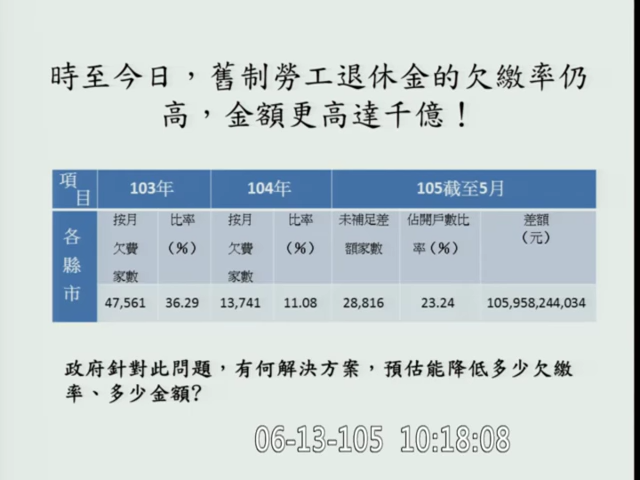 時至今日，舊制勞工退休金的欠繳率仍
高，金額更高達千億！
項目 103年 104年 105截至5月
各縣市 按月欠費家數 比率（%） 按月欠費家數 比率（%） 未補足差額家數 佔開戶數比率（%） 差額（元）
47,561 36.29 13,741 11.08 28,816 23.24 105,958,244,034
政府針對此問題，有何解決方案，預估能降低多少欠繳
率、多少金額?
06-13-105 10:18:08